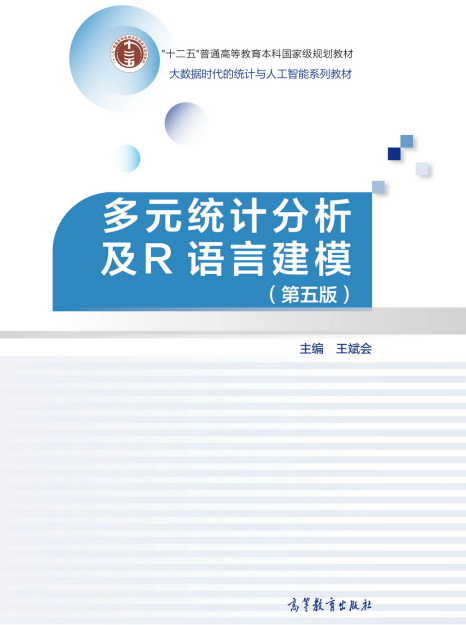 "十二五"普通高等教育本科国家级规划教材
大数据时代的统计与人工智能系列教材
多元统计分析
及R 语言建模
（第五版）
主编 王斌会
高等教育出版社